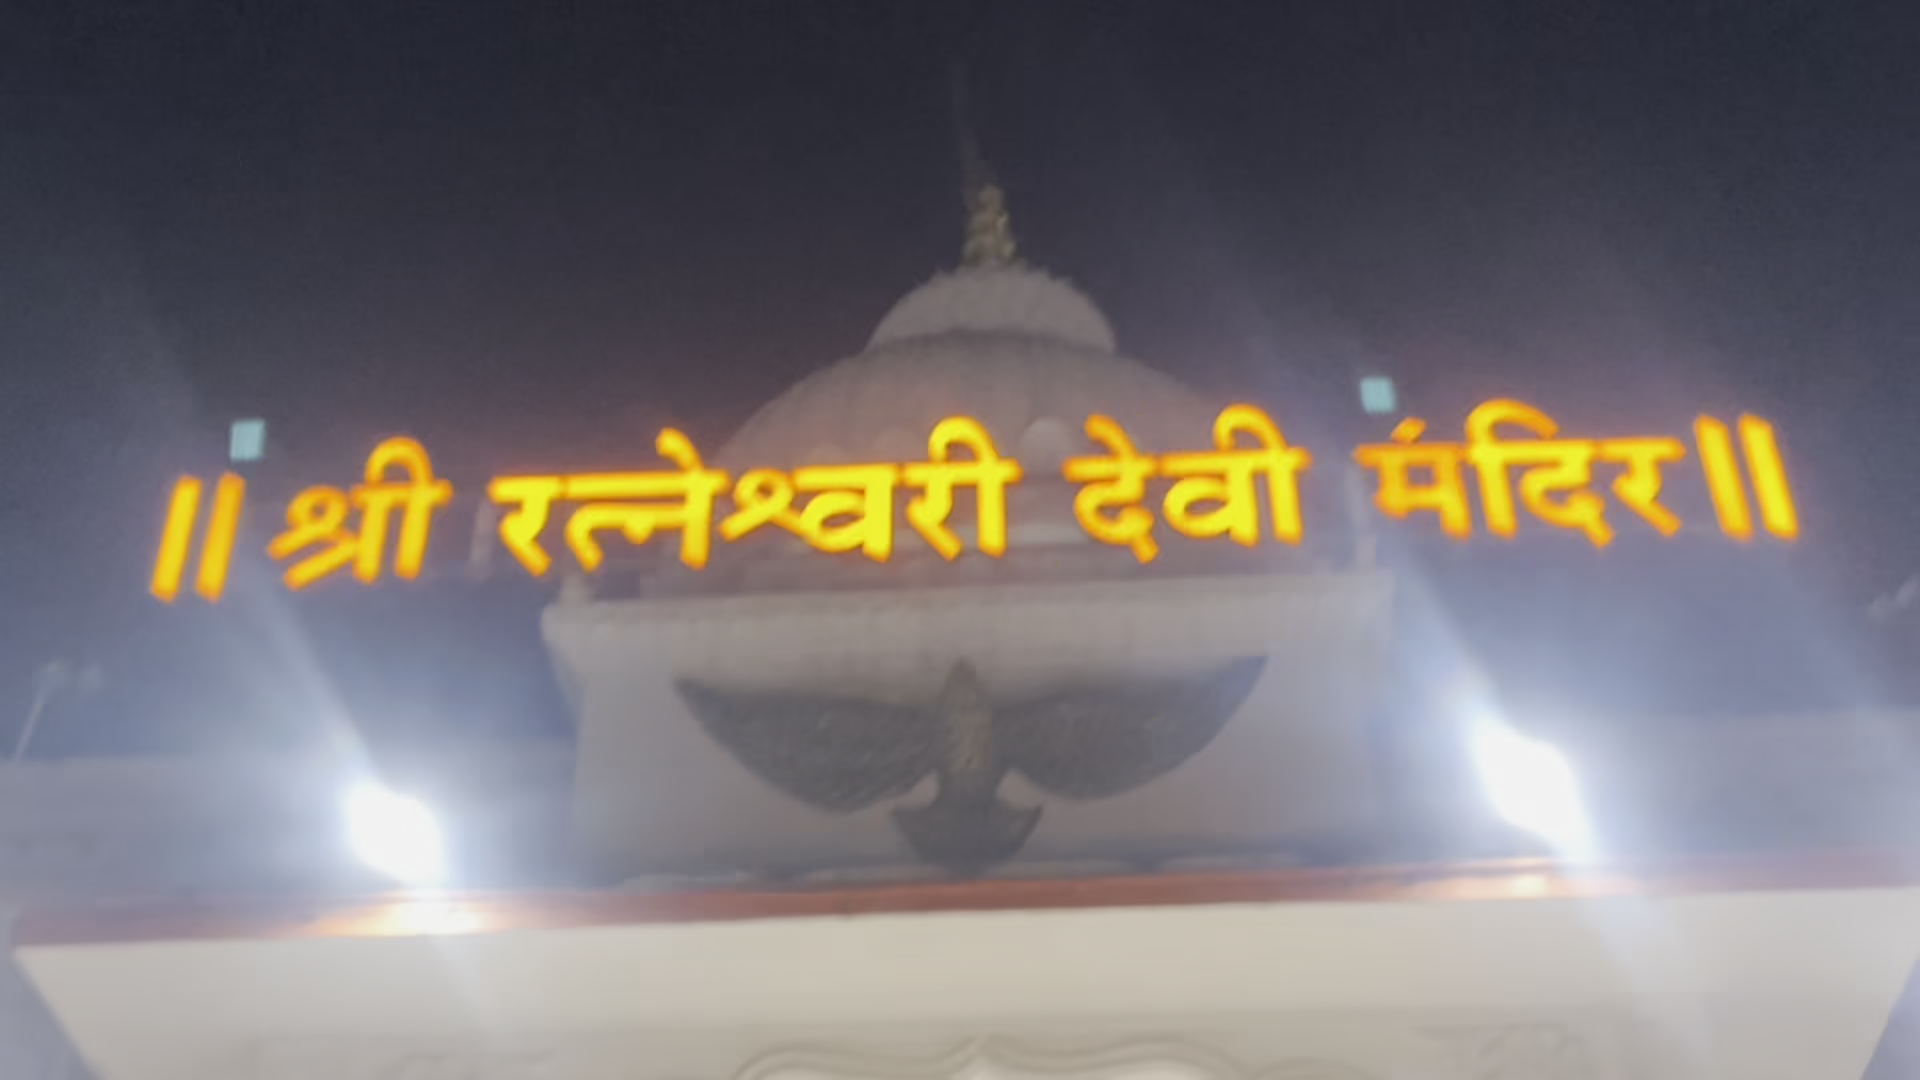 ॥ श्री रत्नेश्वरी देवी मंदिर ॥